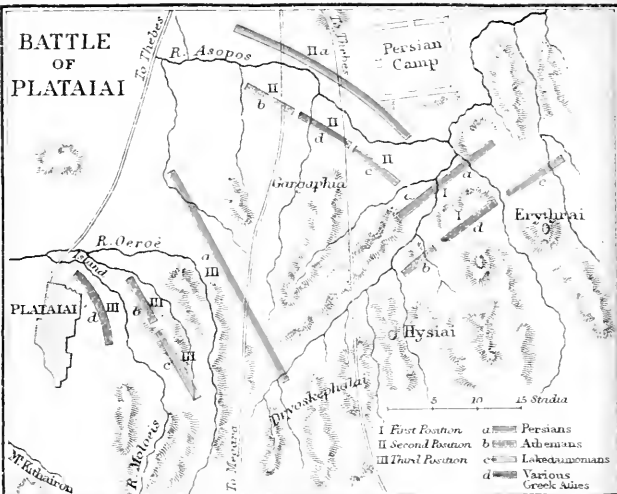 BATTLE
OF
PLATAIAI
To Thebes
R. Asopos
II a
To Thebes
Persian
Camp
II
b
II
d
II
c
Gargaphia
a
I
c
I
d
c
b
Erythrai
R. Oeroë
Island
a
III
PLATAIAI
III
d
III
b
III
c
Hysiai
Dryoskephalai
R. Moloeis
Mt. Kithairon
To Megara
5 10 15 Stadia
I First Position a Persians
II Second Position b Athenians
III Third Position c Lakedaimonians
d Various
Greek Allies